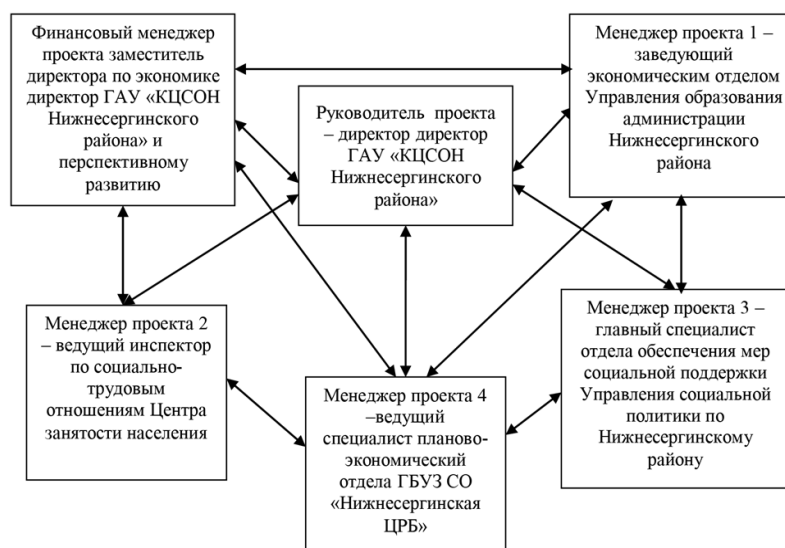 Финансовый менеджер
проекта заместитель
директора по экономике
директор ГАУ «КЦСОН
Нижнесергинского
района» и
перспективному
развитию
Руководитель проекта
– директор директор
ГАУ «КЦСОН
Нижнесергинского
района»
Менеджер проекта 1 –
заведующий
экономическим отделом
Управления образования
администрации
Нижнесергинского
района
Менеджер проекта 2
– ведущий инспектор
по социально-
трудовым
отношениям Центра
занятости населения
Менеджер проекта 4
–ведущий
специалист планово-
экономический
отдела ГБУЗ СО
«Нижнесергинская
ЦРБ»
Менеджер проекта 3 –
главный специалист
отдела обеспечения мер
социальной поддержки
Управления социальной
политики по
Нижнесергинскому
району